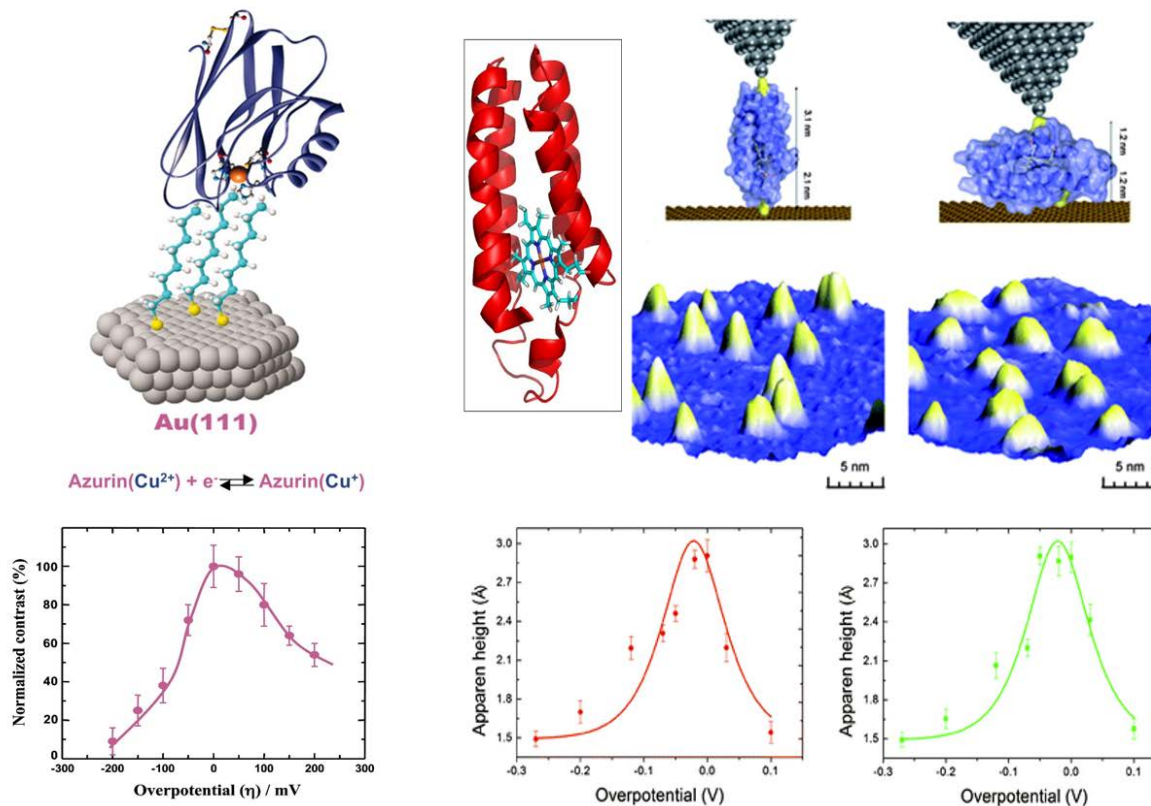 Au(111)
Azurin(Cu²⁺) + e⁻ ⇌ Azurin(Cu⁺)
3.1 nm
2.1 nm
1.2 nm
1.2 nm
5 nm
5 nm
Normalized contrast (%)
100
80
60
40
20
0
-300
-200
-100
0
100
200
300
Overpotential (η) / mV
Apparen height (Å)
3.0
2.7
2.4
2.1
1.8
1.5
-0.3
-0.2
-0.1
0.0
0.1
Overpotential (V)
Apparen height (Å)
3.0
2.7
2.4
2.1
1.8
1.5
-0.3
-0.2
-0.1
0.0
0.1
Overpotential (V)